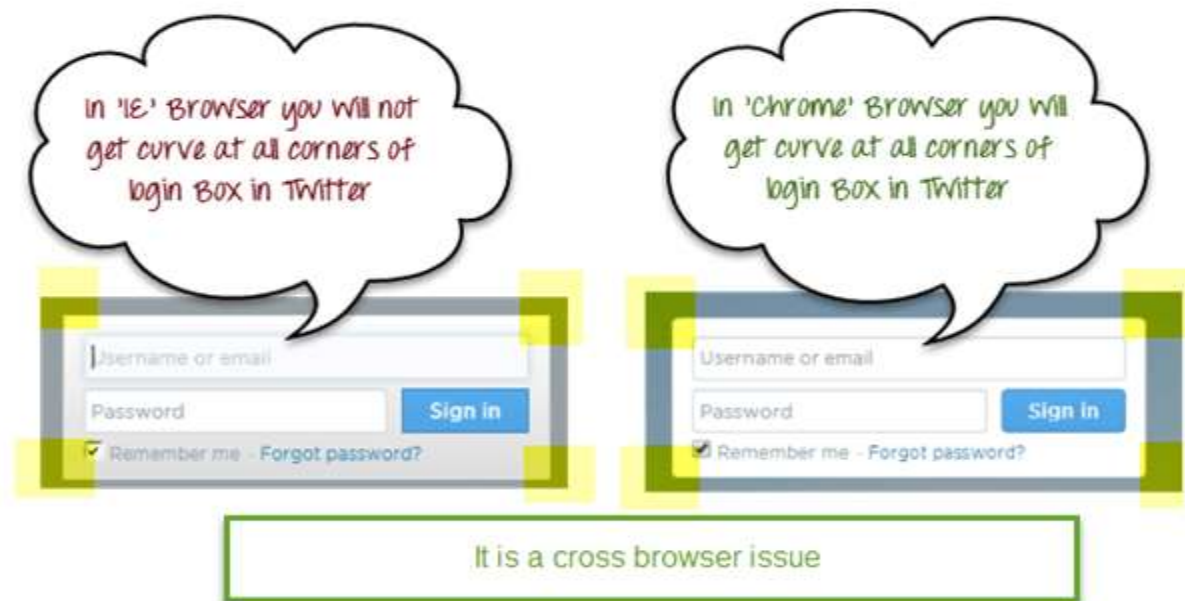 In 'IE' Browser you will not
get curve at all corners of
login Box in Twitter
In 'Chrome' Browser you will
get curve at all corners of
login Box in Twitter
Username or email
Password
Sign in
Remember me - Forgot password?
Username or email
Password
Sign in
Remember me - Forgot password?
It is a cross browser issue